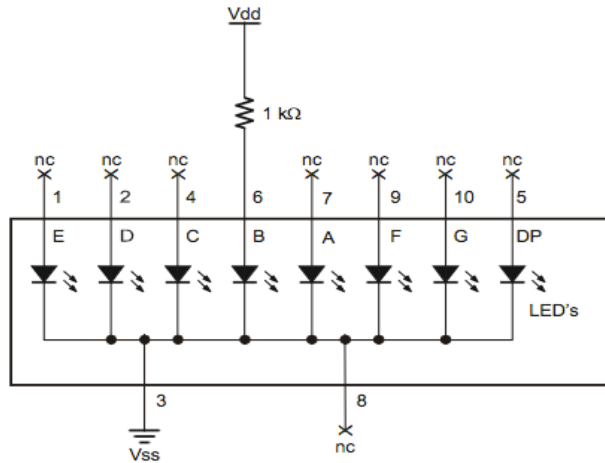 Vdd
1 kΩ
nc nc nc nc nc nc nc
1 2 4 6 7 9 10 5
E D C B A F G DP
LED's
3 8
Vss nc